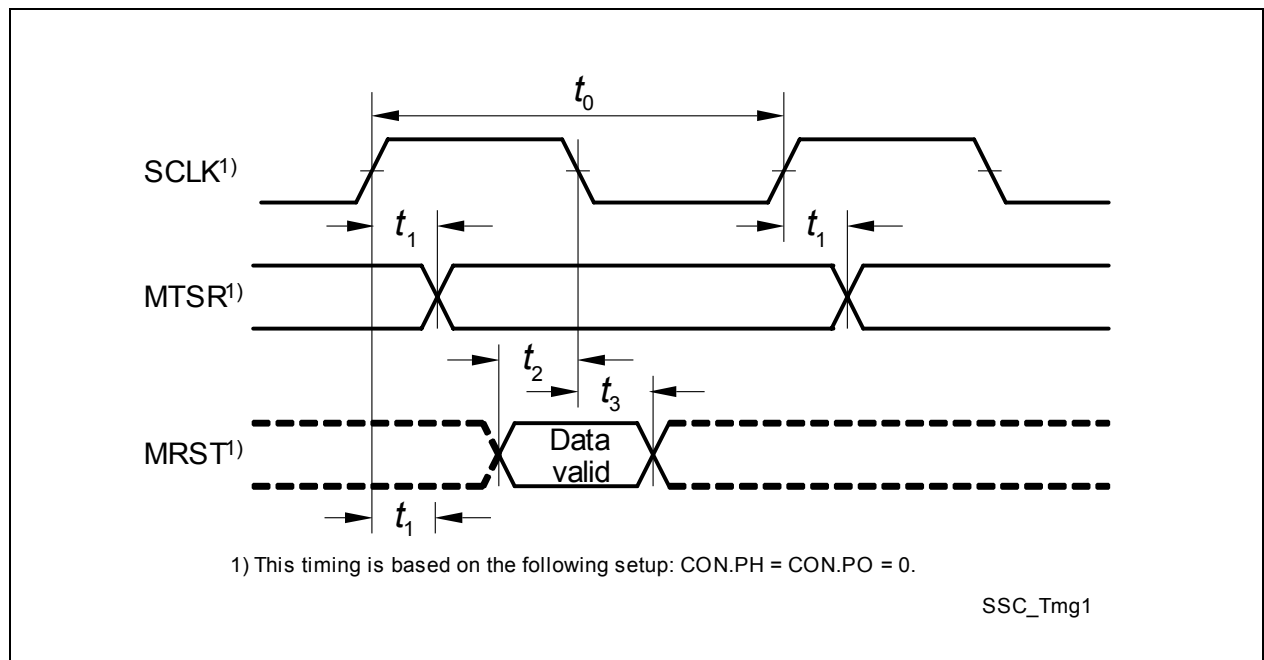 t0
SCLK1)
t1 t1
MTSR1)
t2
t3
MRST1)
Data
valid
t1
1) This timing is based on the following setup: CON.PH = CON.PO = 0.
SSC_Tmg1